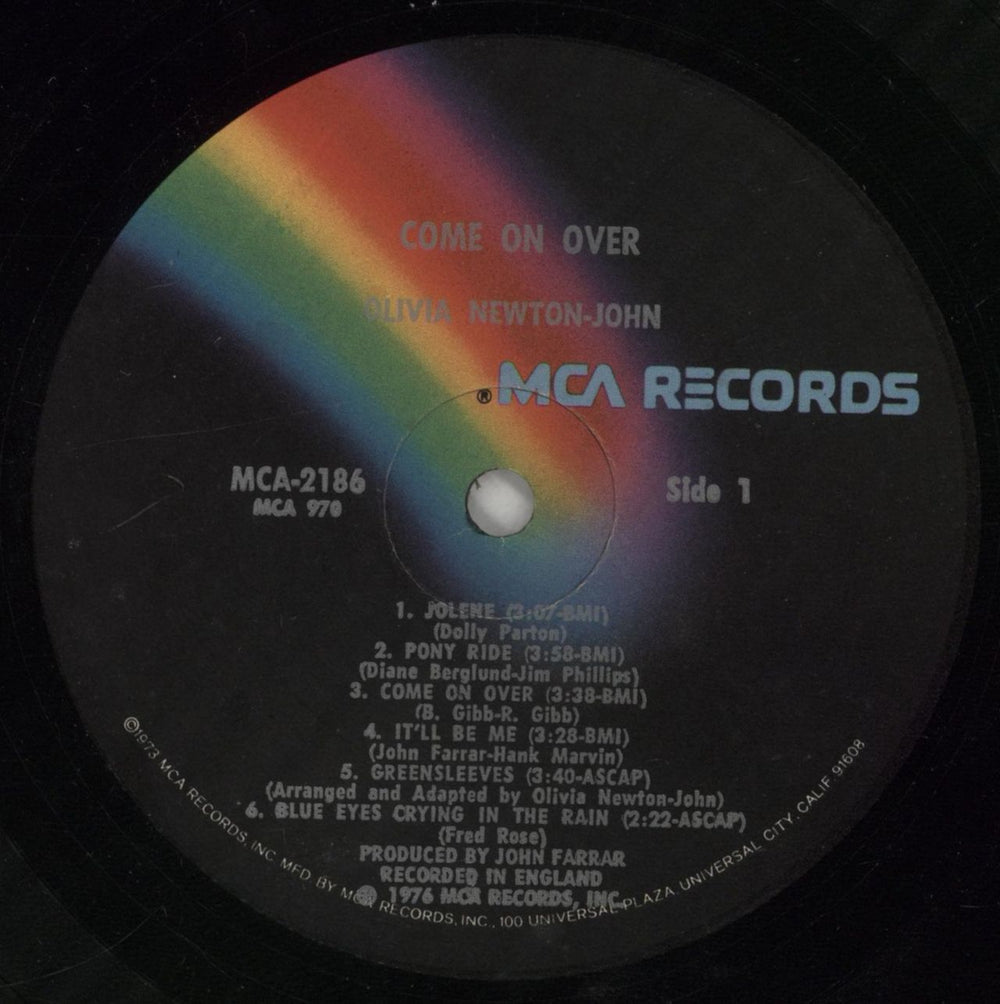 COME ON OVER
OLIVIA NEWTON-JOHN
® MCA RECORDS
MCA-2186
MCA 970
Side 1
1. JOLENE (3:07-BMI)
(Dolly Parton)
2. PONY RIDE (3:58-BMI)
(Diane Berglund-Jim Phillips)
3. COME ON OVER (3:38-BMI)
(B. Gibb-R. Gibb)
4. IT'LL BE ME (3:28-BMI)
(John Farrar-Hank Marvin)
5. GREENSLEEVES (3:40-ASCAP)
(Arranged and Adapted by Olivia Newton-John)
6. BLUE EYES CRYING IN THE RAIN (2:22-ASCAP)
(Fred Rose)
PRODUCED BY JOHN FARRAR
RECORDED IN ENGLAND
1976 MCA RECORDS, INC.
©1973 MCA RECORDS, INC. MFD BY MCA RECORDS, INC., 100 UNIVERSAL PLAZA, UNIVERSAL CITY, CALIF. 91608